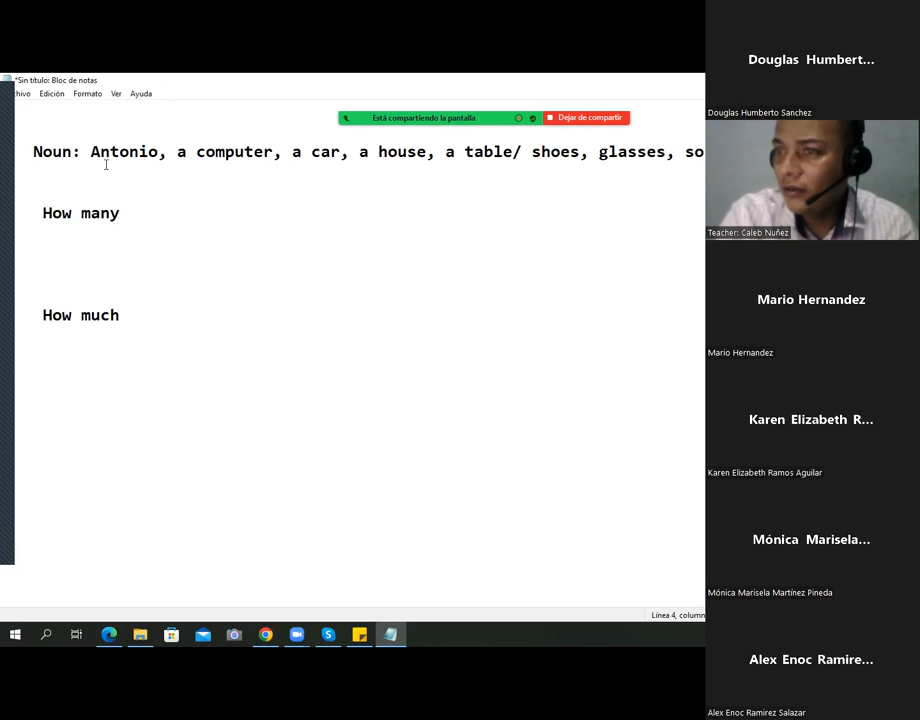 *Sin título: Bloc de notas
hivo Edición Formato Ver Ayuda
Está compartiendo la pantalla Dejar de compartir
Noun: Antonio, a computer, a car, a house, a table/ shoes, glasses, so
How many
How much
Línea 4, column
Douglas Humbert...
Douglas Humberto Sanchez
Teacher: Caleb Nuñez
Mario Hernandez
Mario Hernandez
Karen Elizabeth R...
Karen Elizabeth Ramos Aguilar
Mónica Marisela...
Mónica Marisela Martínez Pineda
Alex Enoc Ramire...
Alex Enoc Ramirez Salazar